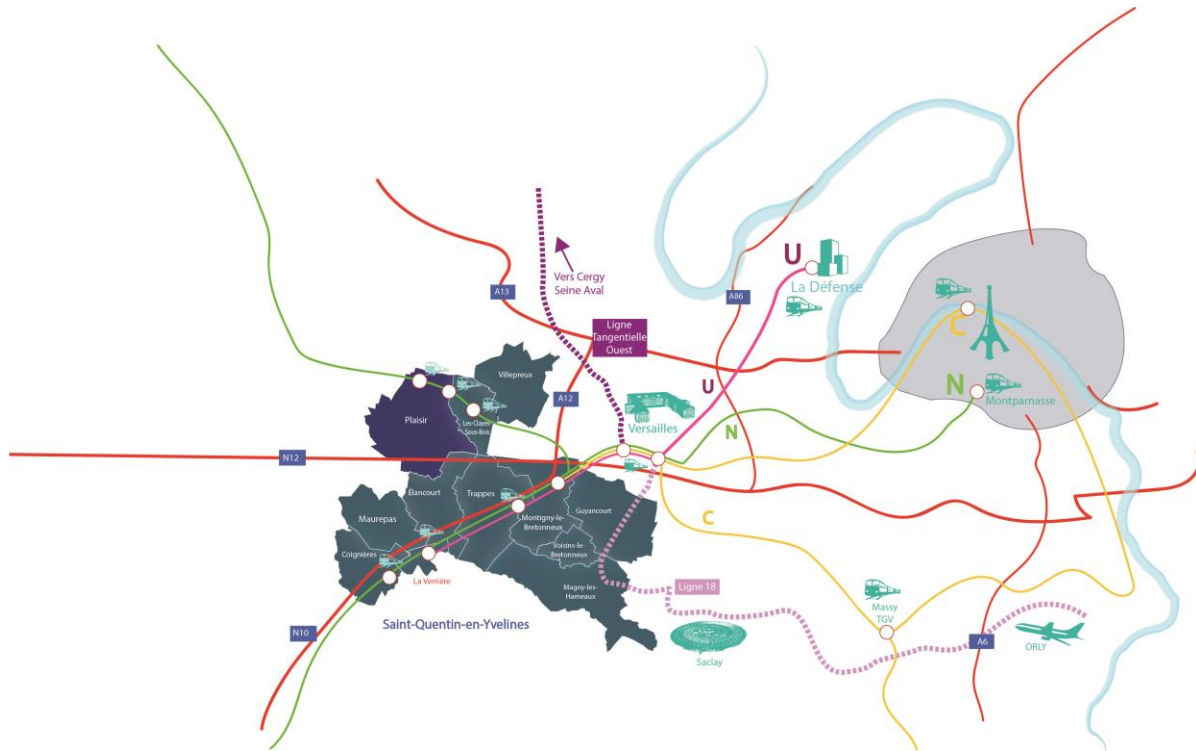 U
La Défense
A86
Vers Cergy
Seine Aval
A13
Ligne
Tangentielle
Ouest
C
N
Montparnasse
U
Villepreux
Plaisir
Les-Clayes
Sous-Bois
A12
Versailles
N
N12
Elancourt
Trappes
Guyancourt
Montigny-le-
Bretonneux
Maurepas
Coignières
Voisins-le-
Bretonneux
C
La Verrière
Magny-les-
Hameaux
Ligne 18
Massy
TGV
N10
Saint-Quentin-en-Yvelines
Saclay
A6
ORLY